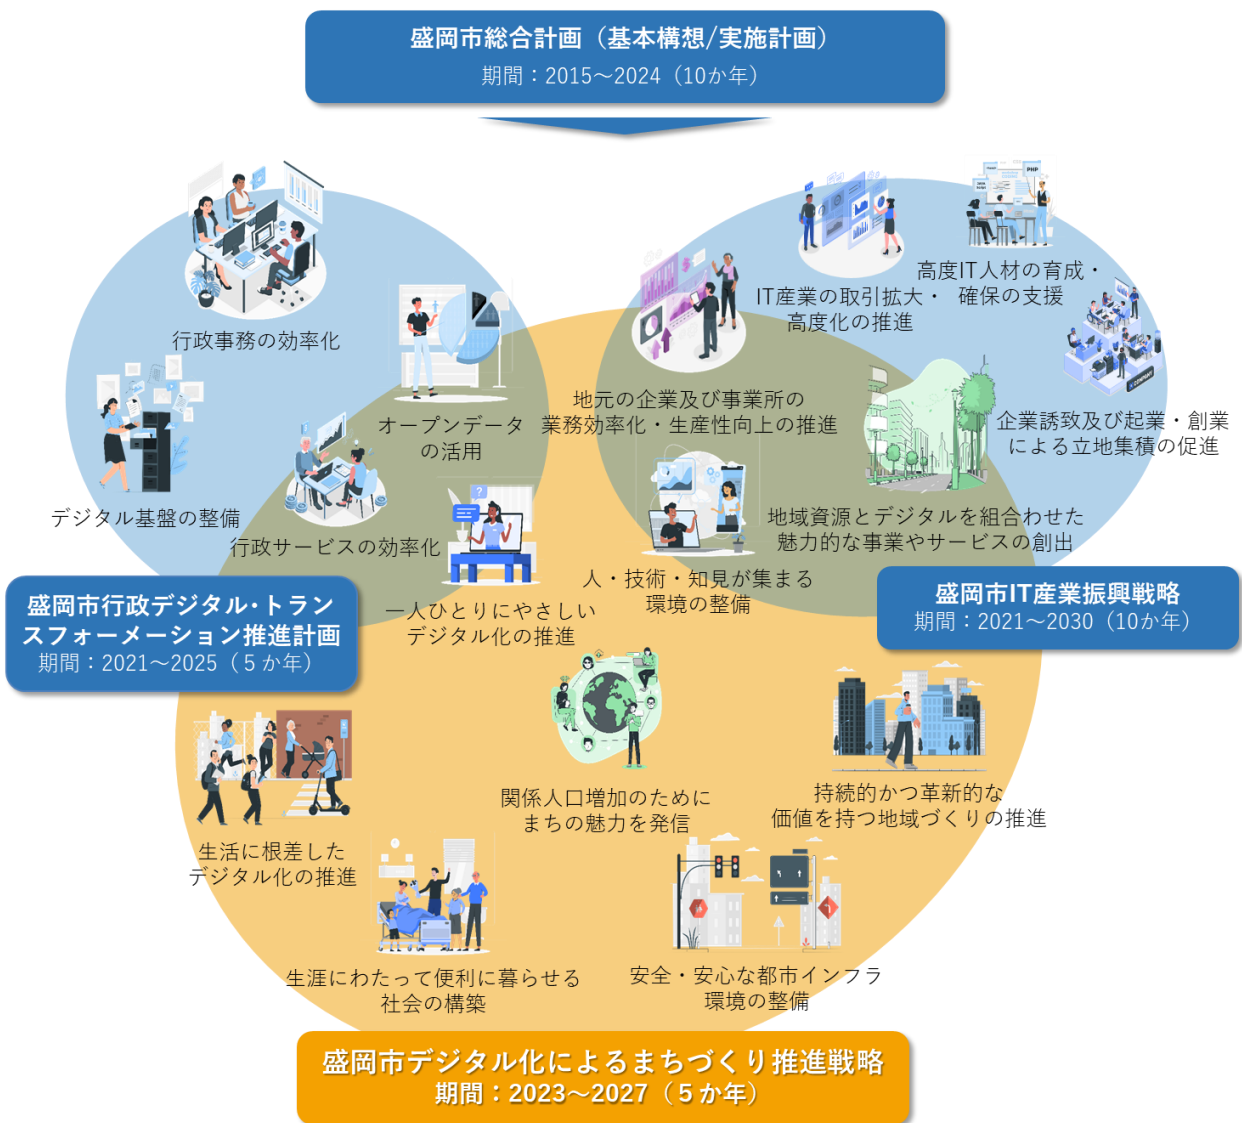 盛岡市総合計画（基本構想/実施計画）
期間：2015～2024（10か年）
行政事務の効率化
デジタル基盤の整備
オープンデータ
の活用
行政サービスの効率化
一人ひとりにやさしい
デジタル化の推進
PHP
高度IT人材の育成・
確保の支援
IT産業の取引拡大・
高度化の推進
地元の企業及び事業所の
業務効率化・生産性向上の推進
企業誘致及び起業・創業
による立地集積の促進
地域資源とデジタルを組合わせた
魅力的な事業やサービスの創出
人・技術・知見が集まる
環境の整備
盛岡市行政デジタル・トラン
スフォーメーション推進計画
期間：2021～2025（５か年）
盛岡市IT産業振興戦略
期間：2021～2030（10か年）
関係人口増加のために
まちの魅力を発信
持続的かつ革新的な
価値を持つ地域づくりの推進
生活に根差した
デジタル化の推進
生涯にわたって便利に暮らせる
社会の構築
安全・安心な都市インフラ
環境の整備
盛岡市デジタル化によるまちづくり推進戦略
期間：2023～2027（５か年）